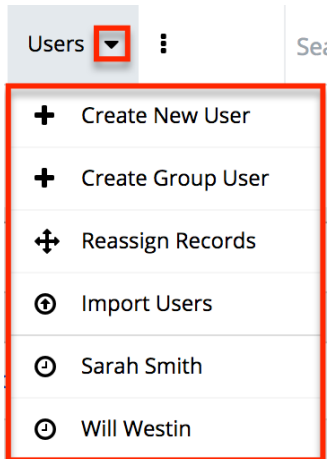 Users
Sea
Create New User
Create Group User
Reassign Records
Import Users
Sarah Smith
Will Westin